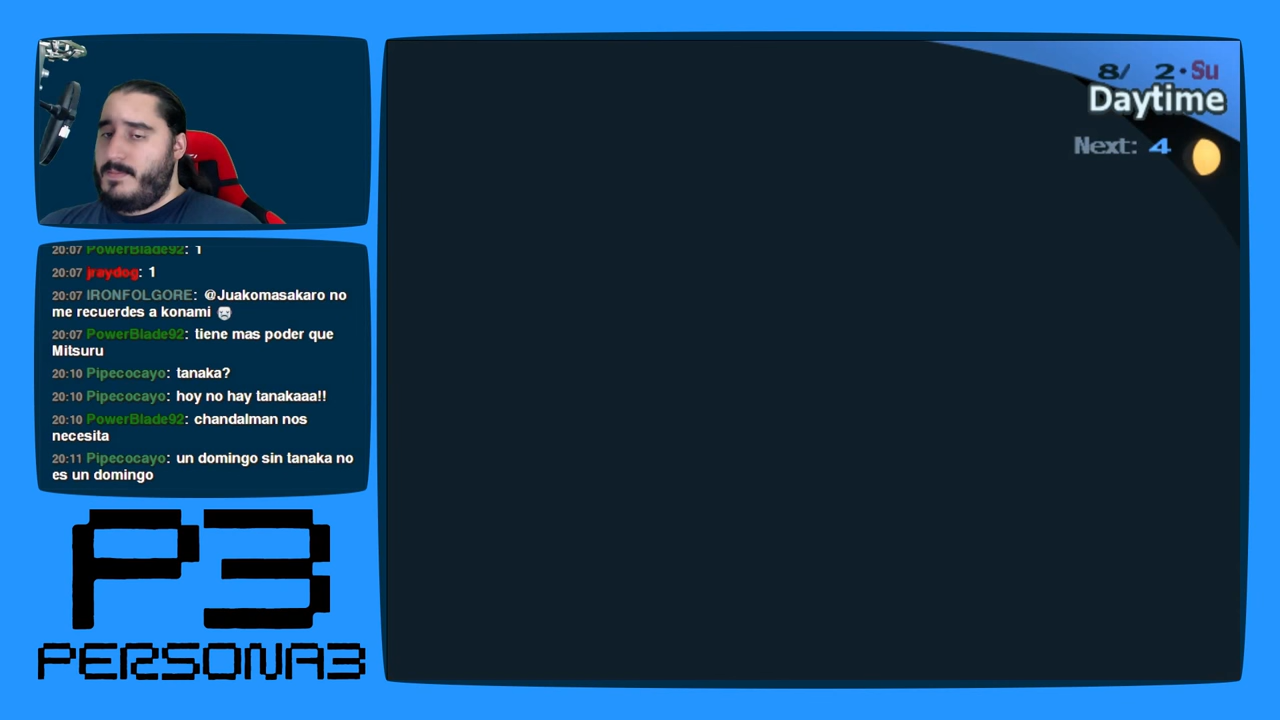 20:07 PowerBlade92: 1
20:07 jraydog: 1
20:07 IRONFOLGORE: @Juakomasakaro no
me recuerdes a konami
20:07 PowerBlade92: tiene mas poder que
Mitsuru
20:10 Pipecocayo: tanaka?
20:10 Pipecocayo: hoy no hay tanakaaa!!
20:10 PowerBlade92: chandalman nos
necesita
20:11 Pipecocayo: un domingo sin tanaka no
es un domingo
P3
PERSONA3
8/ 2·Su
Daytime
Next: 4